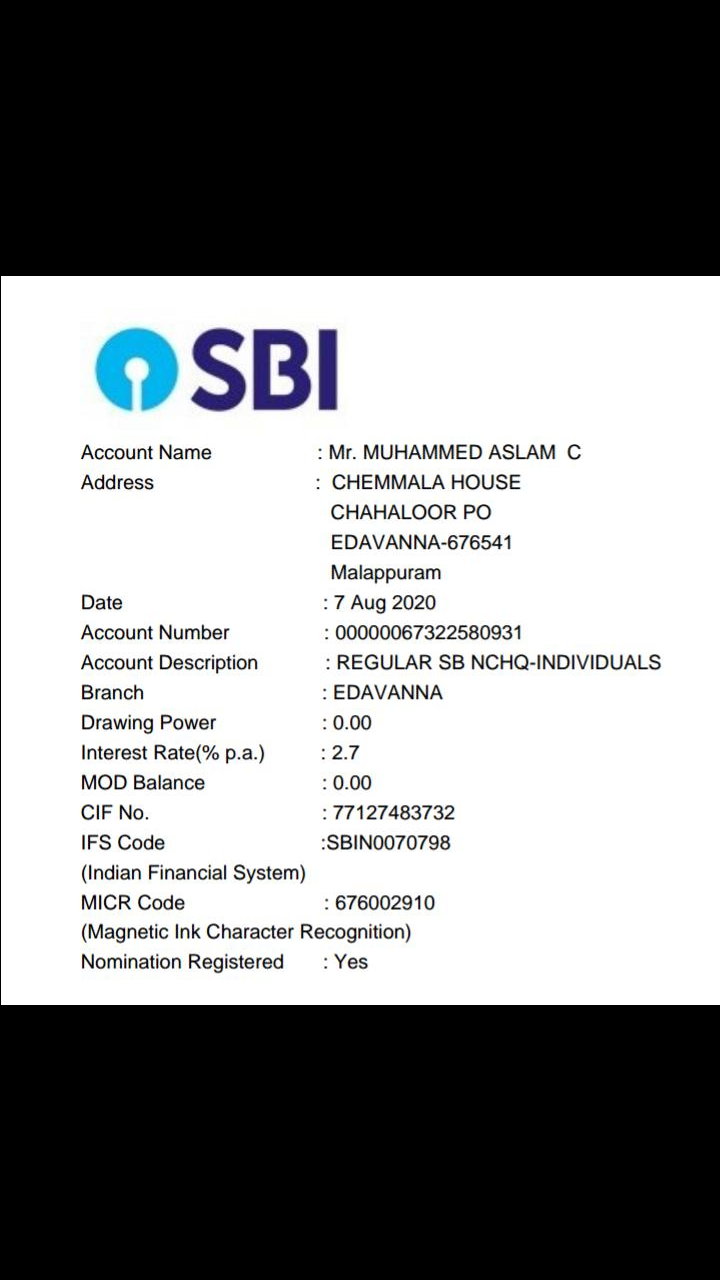 SBI
Account Name : Mr. MUHAMMED ASLAM C
Address : CHEMMALA HOUSE
CHAHALOOR PO
EDAVANNA-676541
Malappuram
Date : 7 Aug 2020
Account Number : 00000067322580931
Account Description : REGULAR SB NCHQ-INDIVIDUALS
Branch : EDAVANNA
Drawing Power : 0.00
Interest Rate(% p.a.) : 2.7
MOD Balance : 0.00
CIF No. : 77127483732
IFS Code :SBIN0070798
(Indian Financial System)
MICR Code : 676002910
(Magnetic Ink Character Recognition)
Nomination Registered : Yes